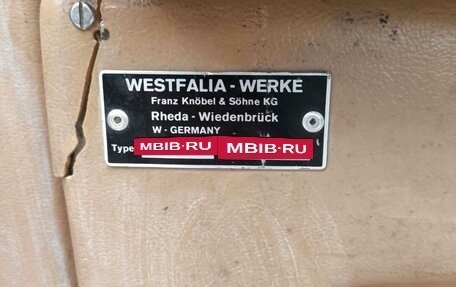 WESTFALIA - WERKE
Franz Knöbel & Söhne KG
Rheda - Wiedenbrück
W - GERMANY
Type MBIB.RU MBIB.RU